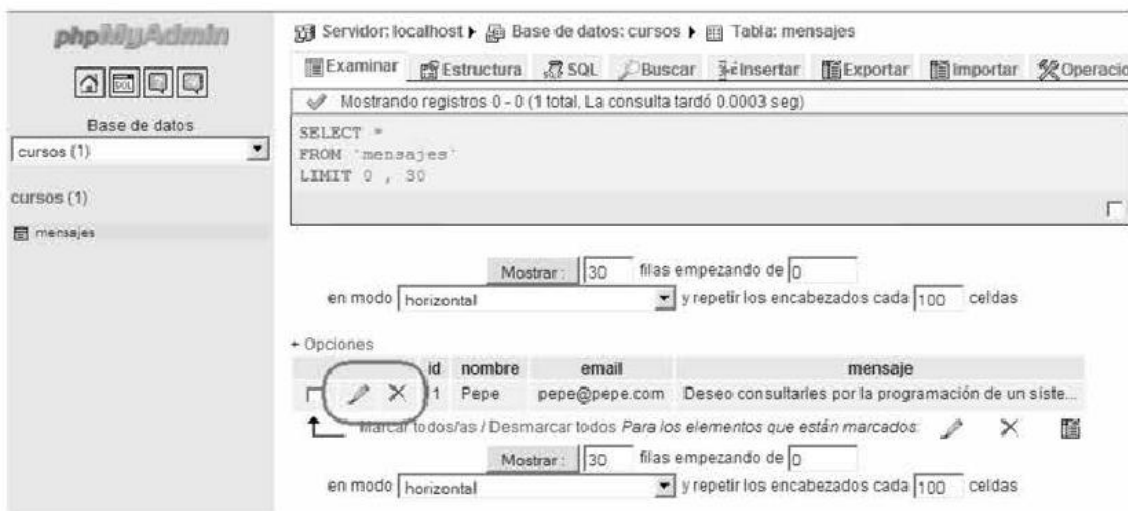 phpMyAdmin
SQL
Base de datos
cursos (1)
cursos (1)
mensajes
Servidor: localhost Base de datos: cursos Tabla: mensajes
Examinar Estructura SQL Buscar Insertar Exportar Importar Operacio
Mostrando registros 0 - 0 (1 total, La consulta tardó 0.0003 seg)
SELECT *
FROM `mensajes`
LIMIT 0 , 30
Mostrar : 30 filas empezando de 0
en modo horizontal y repetir los encabezados cada 100 celdas
+ Opciones
id nombre email mensaje
1 Pepe pepe@pepe.com Deseo consultarles por la programación de un siste...
Marcar todos/as / Desmarcar todos Para los elementos que están marcados:
Mostrar : 30 filas empezando de 0
en modo horizontal y repetir los encabezados cada 100 celdas